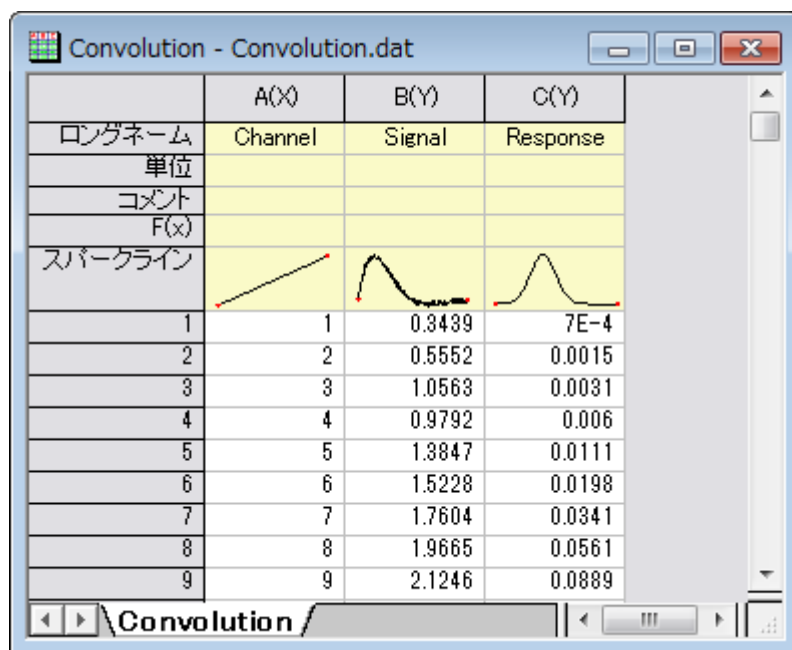 Convolution - Convolution.dat
A(X) B(Y) C(Y)
ロングネーム Channel Signal Response
単位
コメント
F(x)
スパークライン
1 1 0.3439 7E-4
2 2 0.5552 0.0015
3 3 1.0563 0.0031
4 4 0.9792 0.006
5 5 1.3847 0.0111
6 6 1.5228 0.0198
7 7 1.7604 0.0341
8 8 1.9665 0.0561
9 9 2.1246 0.0889
Convolution